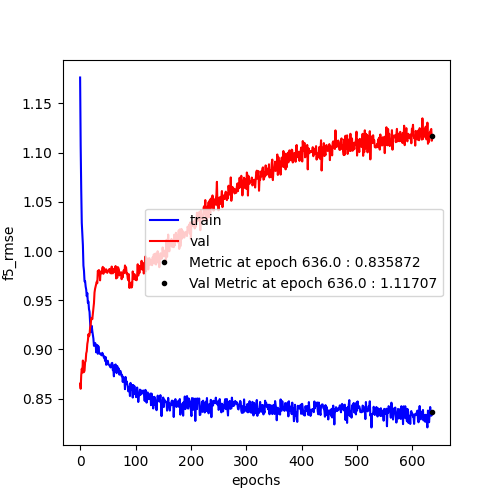 1.15
1.10
1.05
1.00
0.95
0.90
0.85
f5_rmse
train
val
Metric at epoch 636.0 : 0.835872
Val Metric at epoch 636.0 : 1.11707
0 100 200 300 400 500 600
epochs